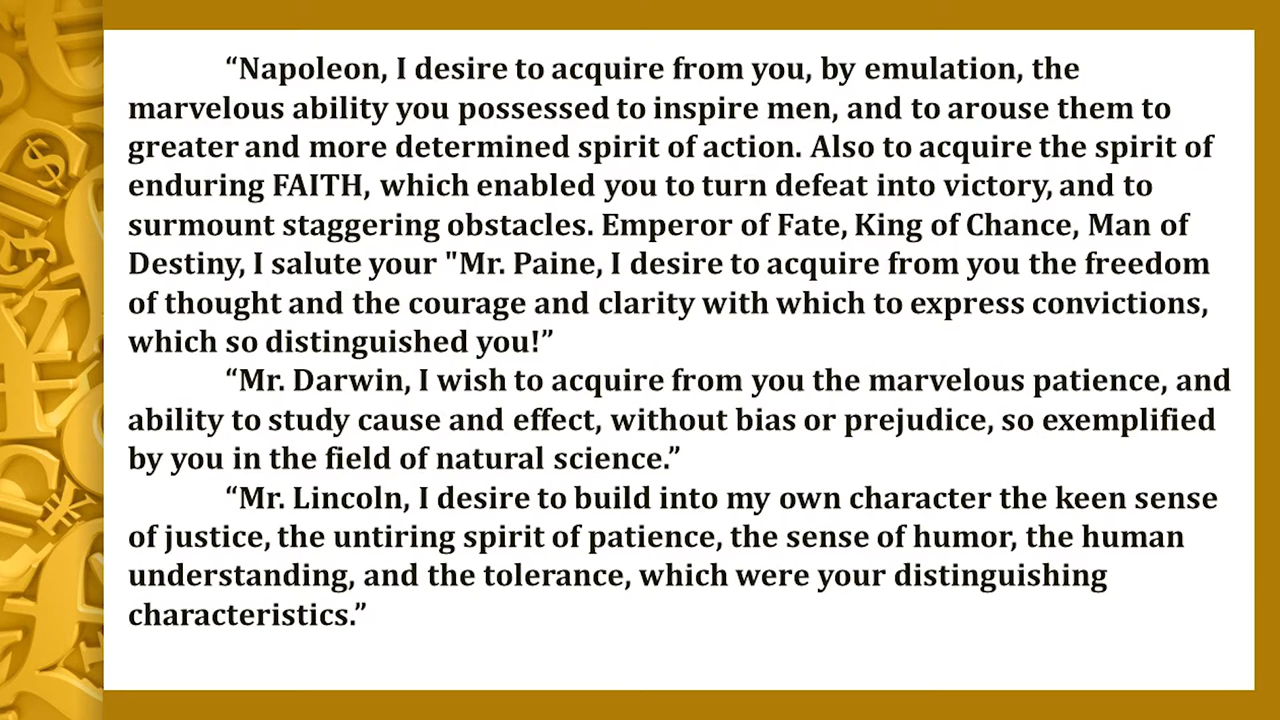 “Napoleon, I desire to acquire from you, by emulation, the
marvelous ability you possessed to inspire men, and to arouse them to
greater and more determined spirit of action. Also to acquire the spirit of
enduring FAITH, which enabled you to turn defeat into victory, and to
surmount staggering obstacles. Emperor of Fate, King of Chance, Man of
Destiny, I salute your "Mr. Paine, I desire to acquire from you the freedom
of thought and the courage and clarity with which to express convictions,
which so distinguished you!”
“Mr. Darwin, I wish to acquire from you the marvelous patience, and
ability to study cause and effect, without bias or prejudice, so exemplified
by you in the field of natural science.”
“Mr. Lincoln, I desire to build into my own character the keen sense
of justice, the untiring spirit of patience, the sense of humor, the human
understanding, and the tolerance, which were your distinguishing
characteristics.”